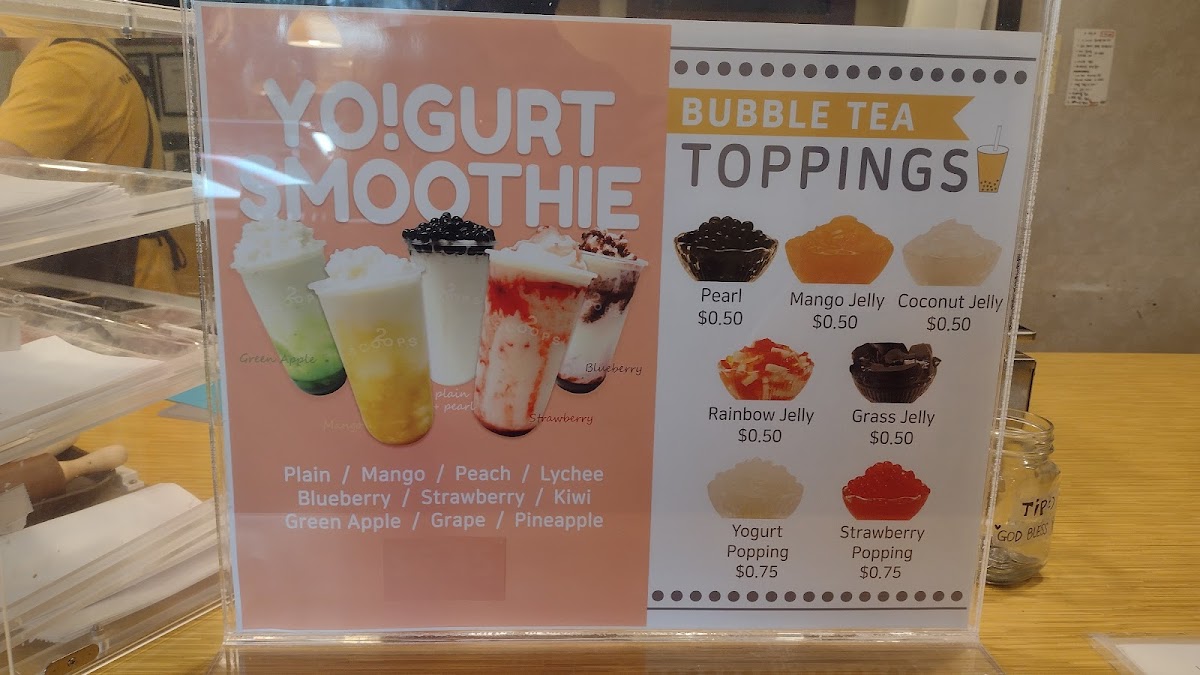 YO!GURT
SMOOTHIE
Green Apple
Mango
plain
+ pearl
Strawberry
Blueberry
Plain / Mango / Peach / Lychee
Blueberry / Strawberry / Kiwi
Green Apple / Grape / Pineapple
BUBBLE TEA
TOPPINGS
Pearl
$0.50
Mango Jelly
$0.50
Coconut Jelly
$0.50
Rainbow Jelly
$0.50
Grass Jelly
$0.50
Yogurt
Popping
$0.75
Strawberry
Popping
$0.75
GOD BLESS